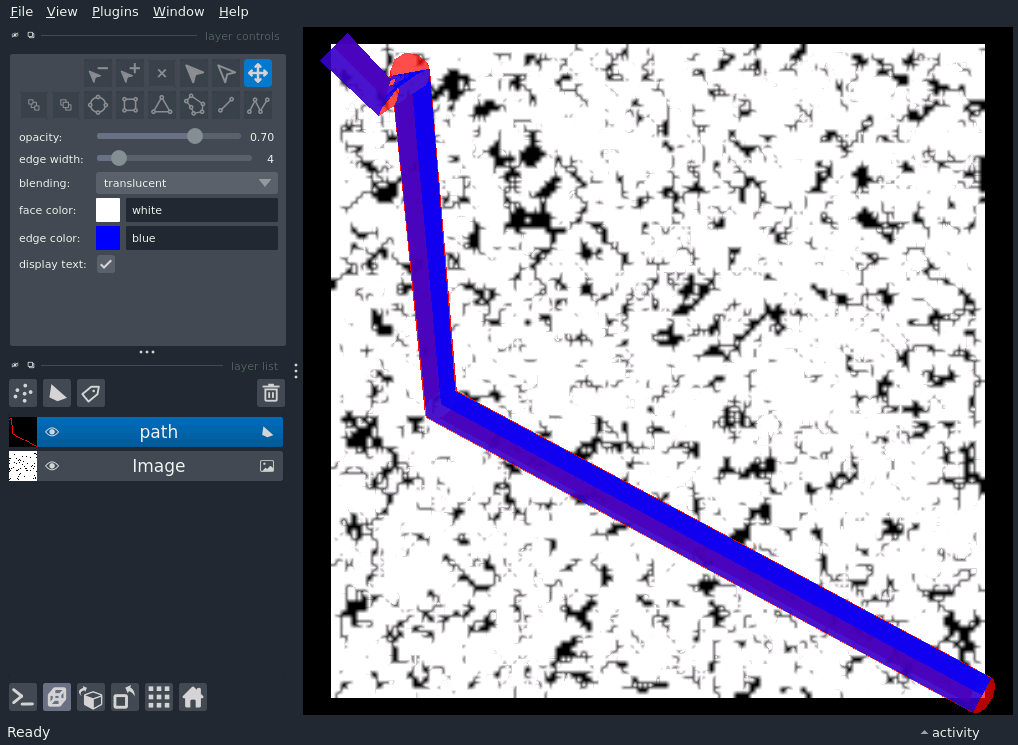 File View Plugins Window Help
layer controls
opacity: 0.70
edge width: 4
blending: translucent
face color: white
edge color: blue
display text:
layer list
path
Image
Ready
activity